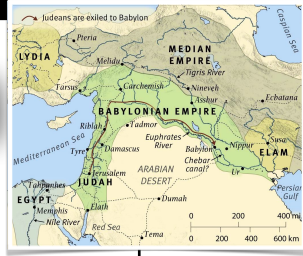 Judeans are exiled to Babylon
Caspian Sea
Pteria
MEDIAN
EMPIRE
LYDIA
Melidu
Tigris River
Tarsus
Carchemish
Nineveh
Asshur
Ecbatana
BABYLONIAN EMPIRE
Riblah
Tadmor
Euphrates
River
Babylon
Nippur
Susa
Mediterranean Sea
Tyre
Damascus
Chebar
canal?
ELAM
ARABIAN
DESERT
Ur
Jerusalem
JUDAH
Persian
Gulf
Tahpanhes
EGYPT
Memphis
Elath
Dumah
Nile River
Red Sea
Tema
0 200 400 mi.
0 200 400 600 km